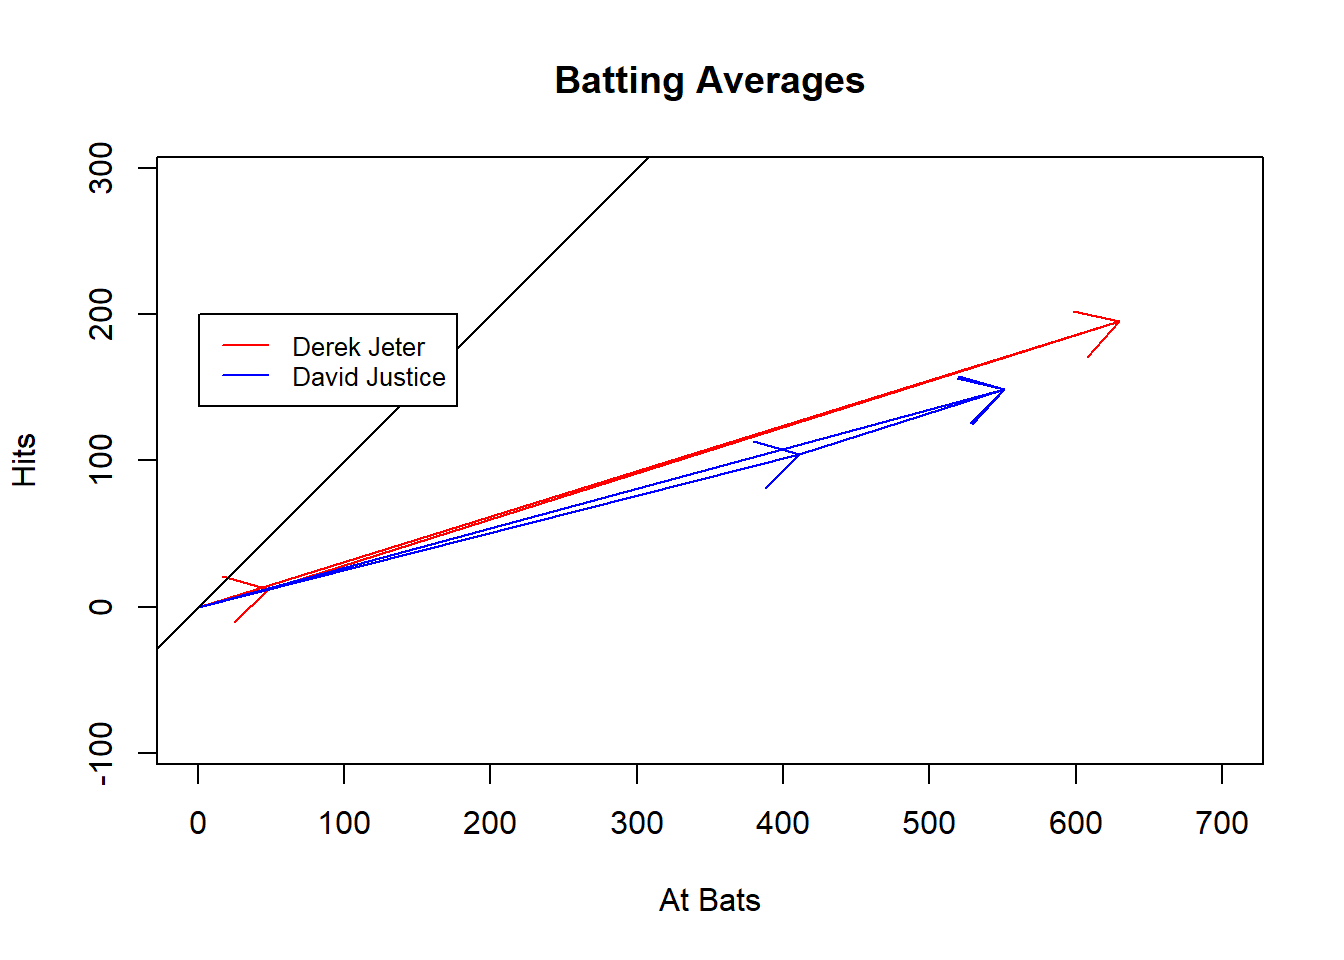 Batting Averages
300
200
100
0
-100
Hits
Derek Jeter
David Justice
0 100 200 300 400 500 600 700
At Bats